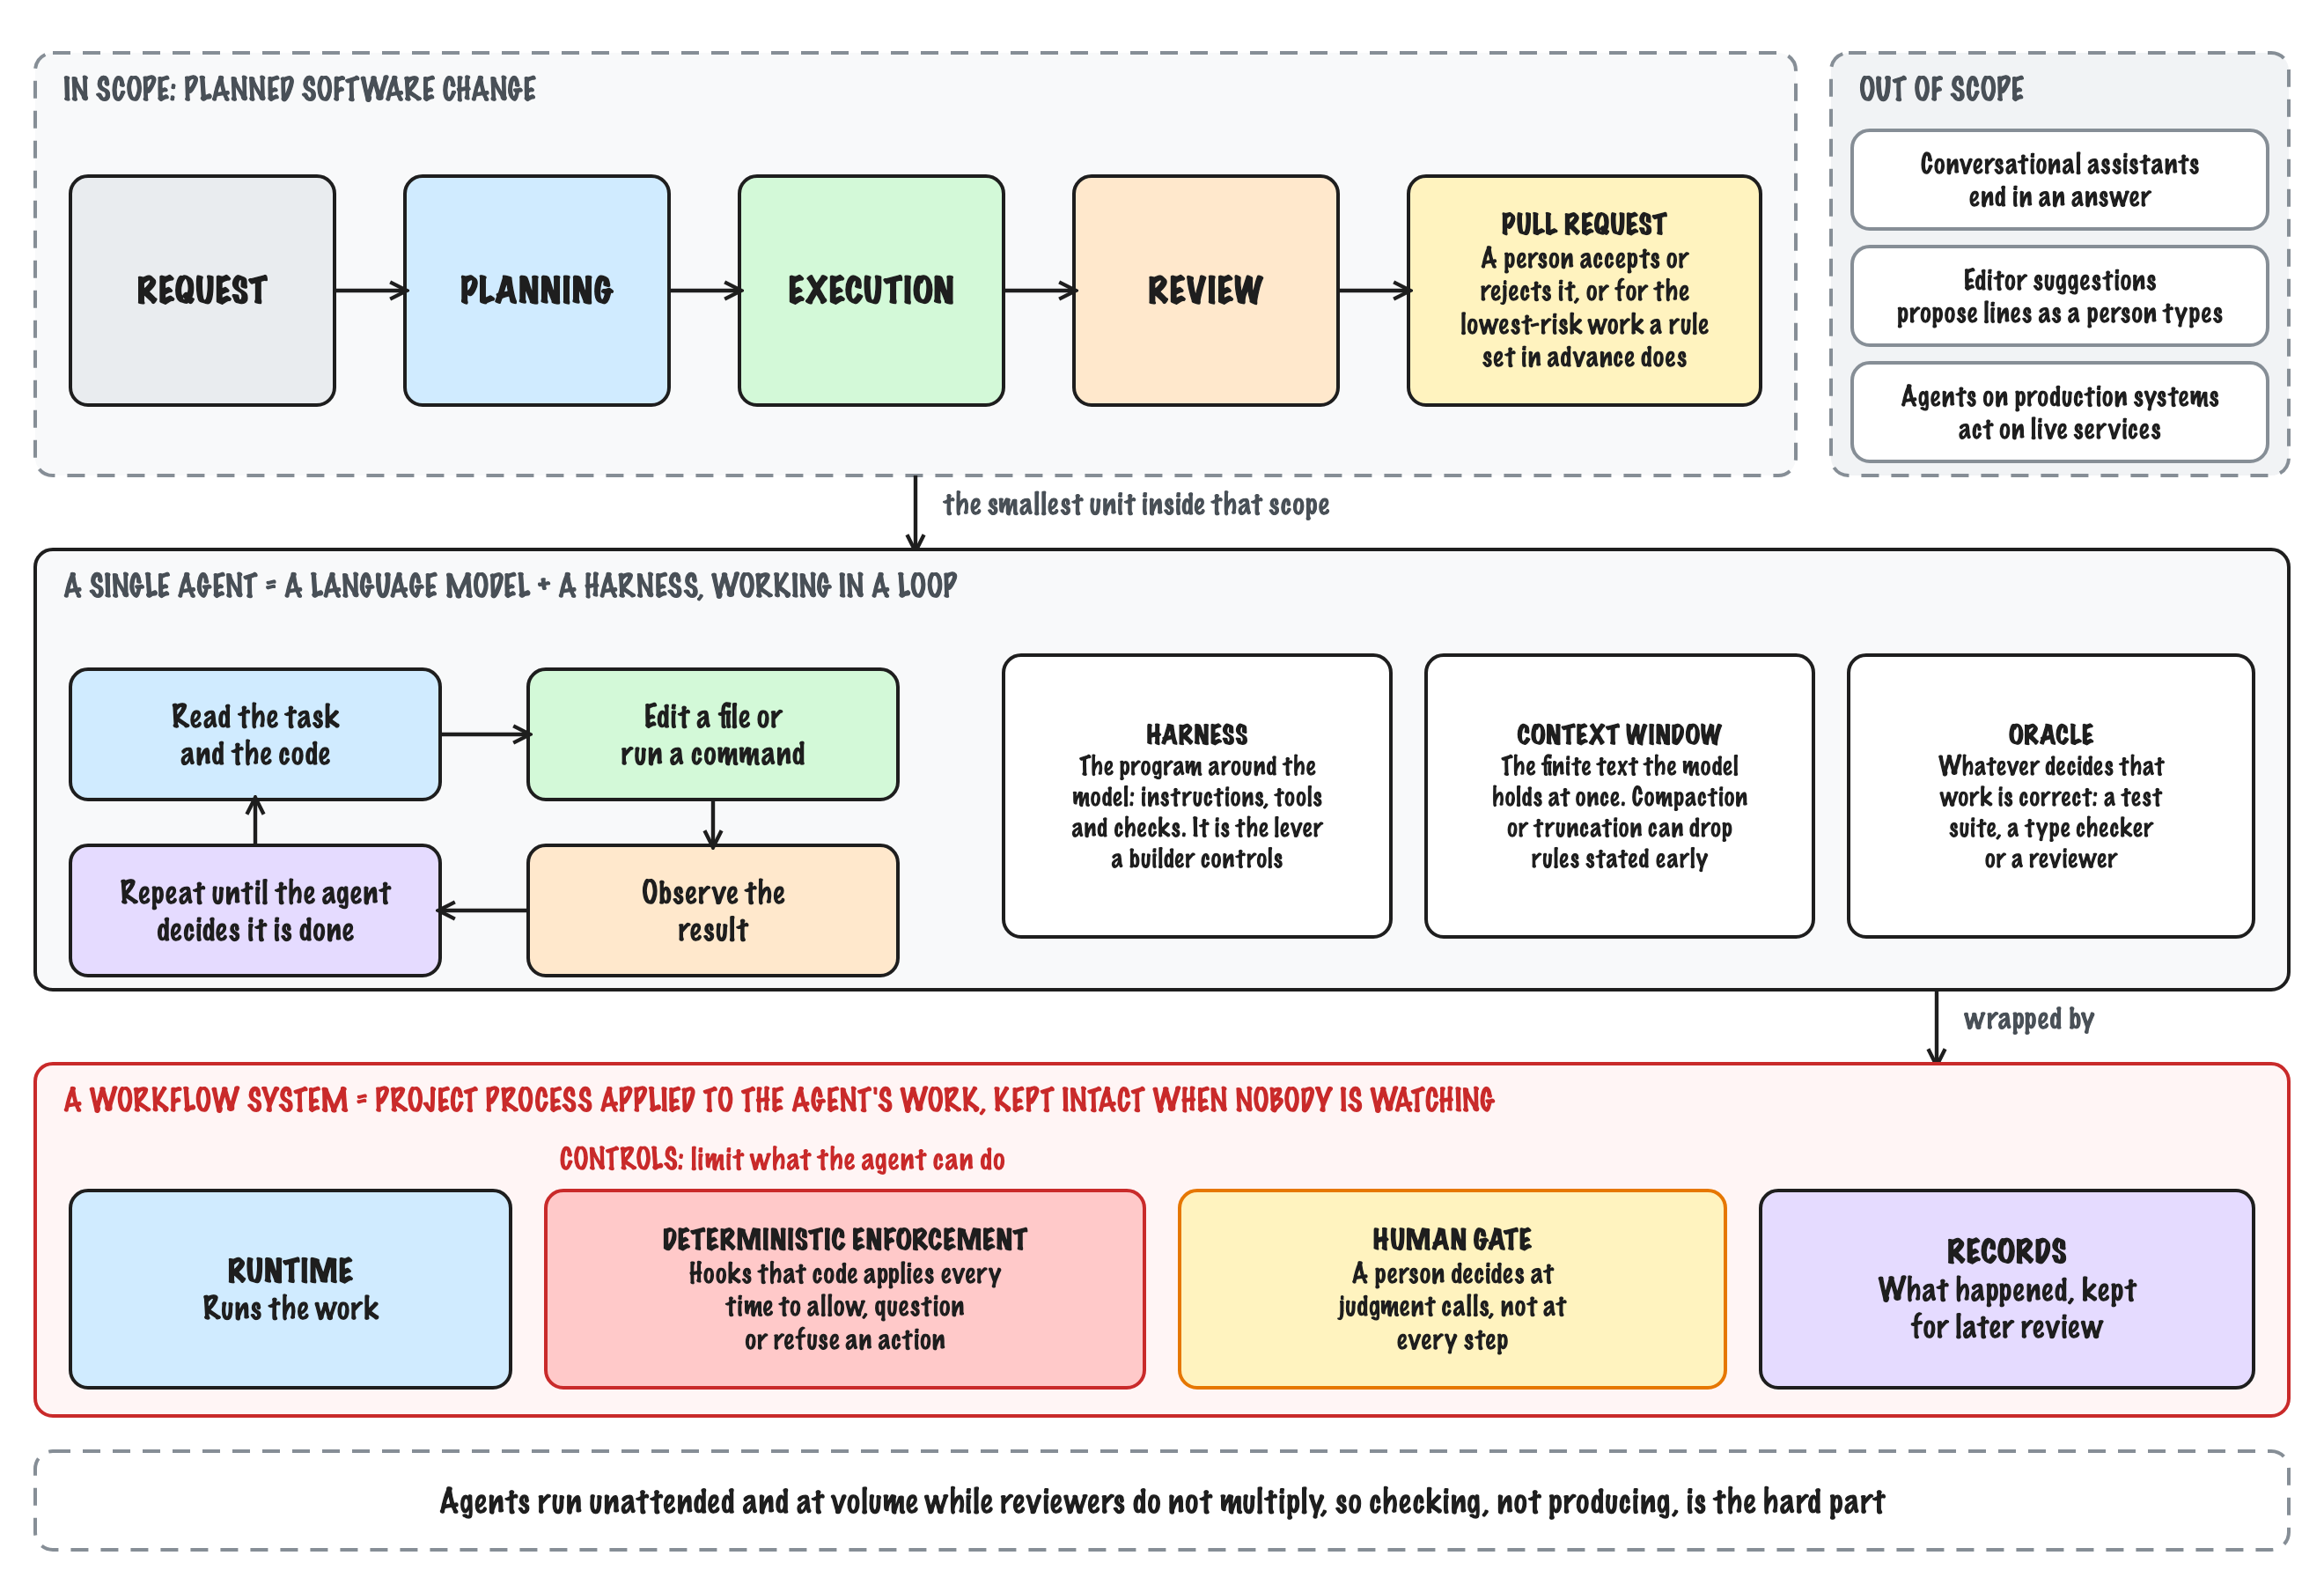 IN SCOPE: PLANNED SOFTWARE CHANGE
REQUEST
PLANNING
EXECUTION
REVIEW
PULL REQUEST
A person accepts or
rejects it, or for the
lowest-risk work a rule
set in advance does
OUT OF SCOPE
Conversational assistants
end in an answer
Editor suggestions
propose lines as a person types
Agents on production systems
act on live services
the smallest unit inside that scope
A SINGLE AGENT = A LANGUAGE MODEL + A HARNESS, WORKING IN A LOOP
Read the task
and the code
Edit a file or
run a command
Observe the
result
Repeat until the agent
decides it is done
HARNESS
The program around the
model: instructions, tools
and checks. It is the lever
a builder controls
CONTEXT WINDOW
The finite text the model
holds at once. Compaction
or truncation can drop
rules stated early
ORACLE
Whatever decides that
work is correct: a test
suite, a type checker
or a reviewer
wrapped by
A WORKFLOW SYSTEM = PROJECT PROCESS APPLIED TO THE AGENT'S WORK, KEPT INTACT WHEN NOBODY IS WATCHING
CONTROLS: limit what the agent can do
RUNTIME
Runs the work
DETERMINISTIC ENFORCEMENT
Hooks that code applies every
time to allow, question
or refuse an action
HUMAN GATE
A person decides at
judgment calls, not at
every step
RECORDS
What happened, kept
for later review
Agents run unattended and at volume while reviewers do not multiply, so checking, not producing, is the hard part